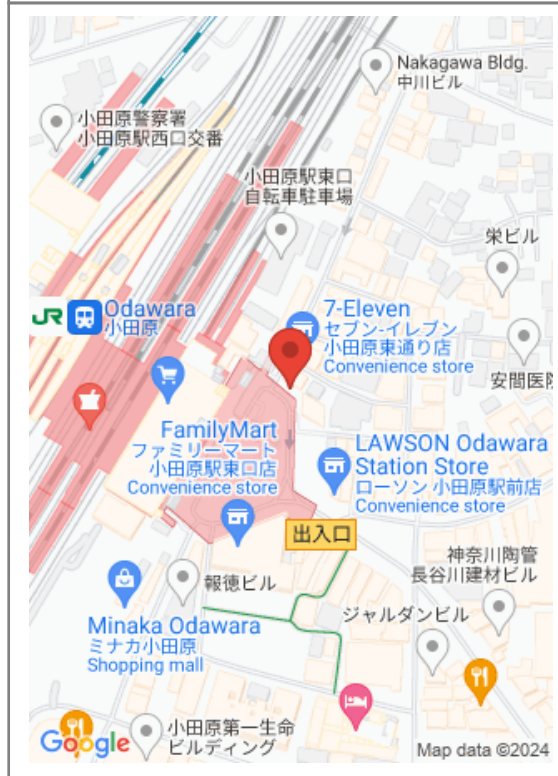 Nakagawa Bldg.
中川ビル
小田原警察署
小田原駅西口交番
小田原駅東口
自転車駐車場
栄ビル
JR
Odawara
小田原
7-Eleven
セブン-イレブン
小田原東通り店
Convenience store
安間医院
FamilyMart
ファミリーマート
小田原駅東口店
Convenience store
LAWSON Odawara
Station Store
ローソン 小田原駅前店
Convenience store
出入口
神奈川陶管
長谷川建材ビル
報徳ビル
ジャルダンビル
Minaka Odawara
ミナカ小田原
Shopping mall
小田原第一生命
ビルディング
Google
Map data ©2024